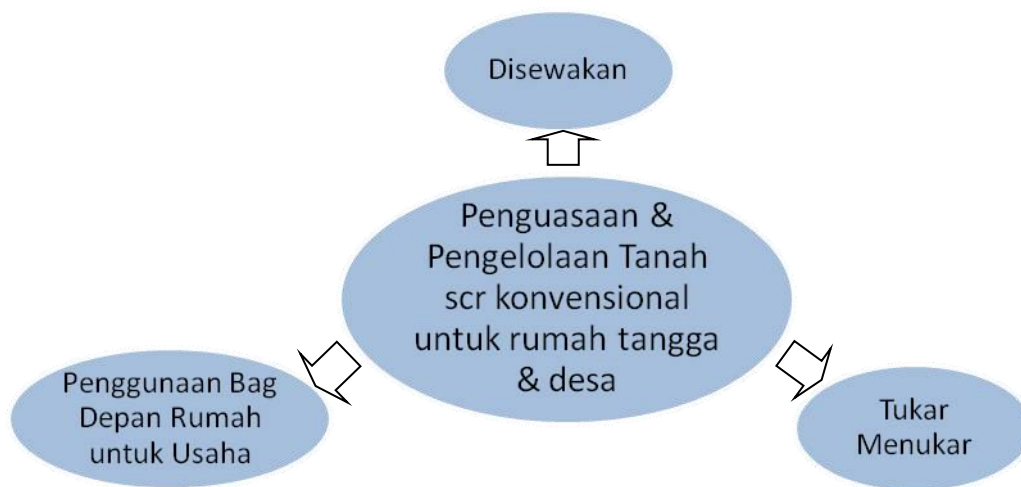 Disewakan
Penguasaan &
Pengelolaan Tanah
scr konvensional
untuk rumah tangga
& desa
Penggunaan Bag
Depan Rumah
untuk Usaha
Tukar
Menukar